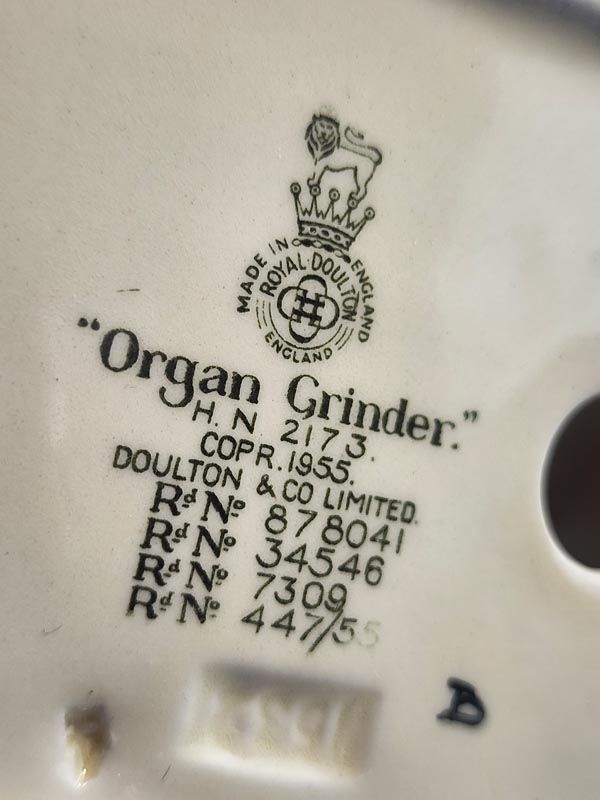 MADE IN ENGLAND
ROYAL·DOULTON
ENGLAND
“Organ Grinder.”
H. N. 2173.
COPR. 1955.
DOULTON & CO LIMITED.
Rd No 878041
Rd No 34546
Rd No 7309
Rd No 447/55
B